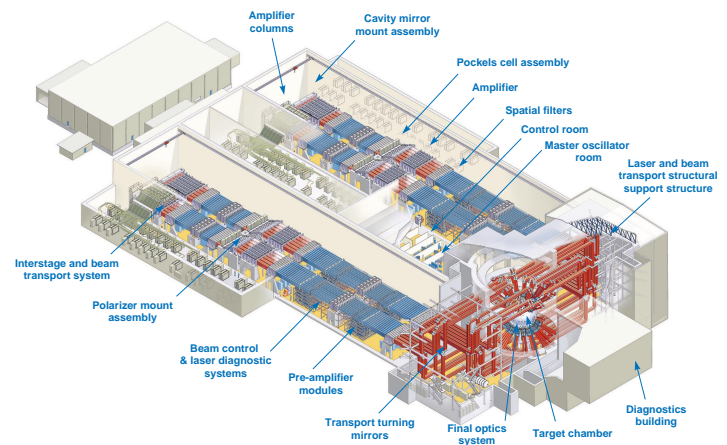 Amplifier
columns
Cavity mirror
mount assembly
Pockels cell assembly
Amplifier
Spatial filters
Control room
Master oscillator
room
Laser and beam
transport structural
support structure
Interstage and beam
transport system
Polarizer mount
assembly
Beam control
& laser diagnostic
systems
Pre-amplifier
modules
Transport turning
mirrors
Final optics
system
Target chamber
Diagnostics
building